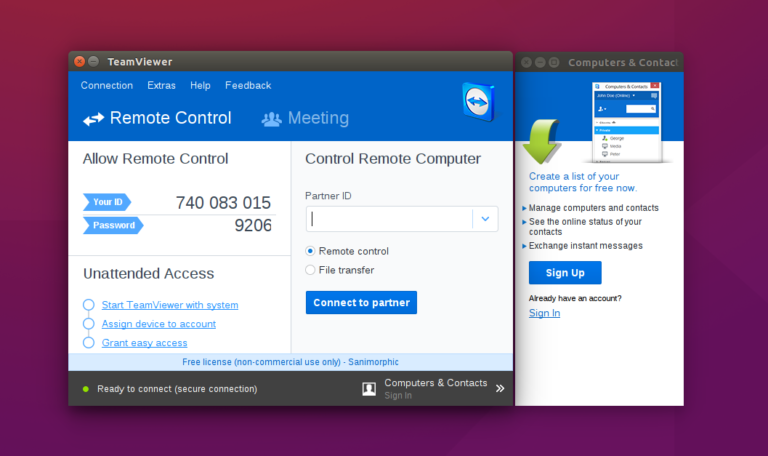 TeamViewer
Connection Extras Help Feedback
Remote Control Meeting
Allow Remote Control
Your ID 740 083 015
Password 9206
Unattended Access
Start TeamViewer with system
Assign device to account
Grant easy access
Control Remote Computer
Partner ID
Remote control
File transfer
Connect to partner
Free license (non-commercial use only) - Sanimorphic
Ready to connect (secure connection)
Computers & Contacts
Sign In
Computers & Contact
Computers & Contacts
John Doe (Online)
George
Media
Peter
Create a list of your
computers for free now.
Manage computers and contacts
See the online status of your
contacts
Exchange instant messages
Sign Up
Already have an account?
Sign In